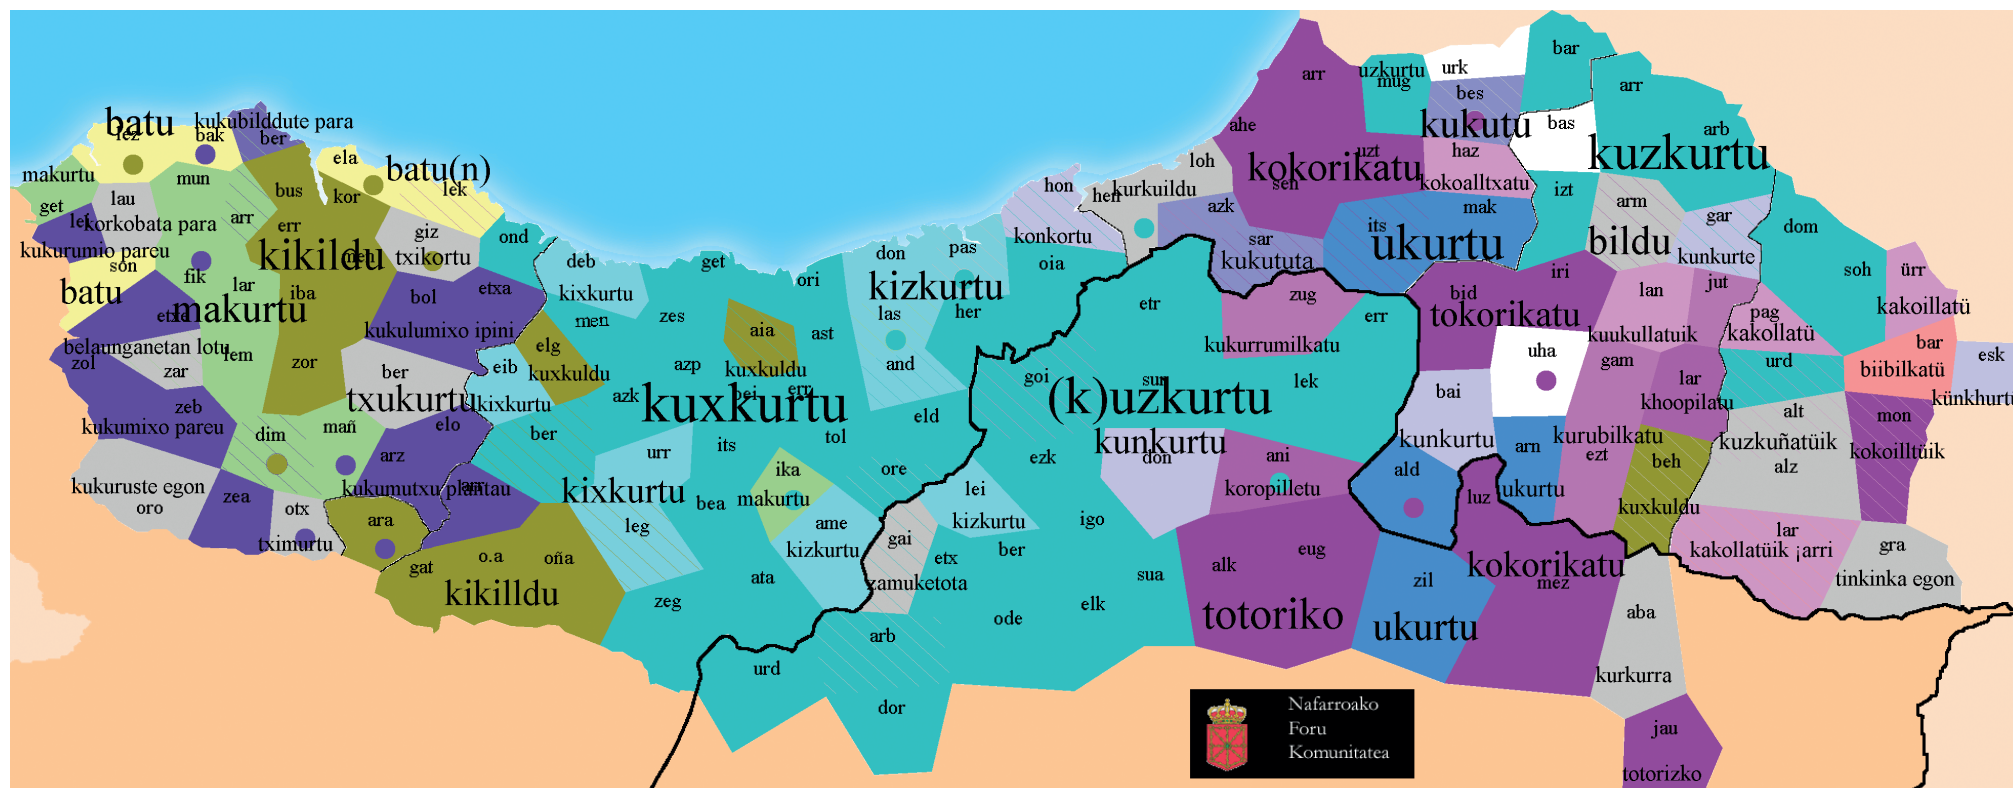 bar
arr
uzkurtu
urk
mug
arr
bes
batu
kukubilddute para
lez
bak
ber
ahe
kukutu
bas
arb
kuzkurtu
makurtu
mun
ela
batu(n)
loh
kokorikatu
uzt
haz
kokoalltxatu
seh
izt
lau
bus
kor
lek
hon
hen
kurkuildu
azk
mak
arm
gar
get
lei
korkobata para
arr
err
giz
ond
konkortu
its
ukurtu
bildu
dom
kukurumio pareu
kikildu
men
txikortu
deb
get
don
pas
oia
sar
kukututa
kunkurte
son
fik
lar
iba
bol
etxa
kixkurtu
ori
kizkurtu
etr
zug
bid
iri
lan
jut
soh
ürr
batu
makurtu
etxe
kukulumixo ipini
men
zes
aia
ast
las
her
err
tokorikatu
kuukullatuik
pag
kakollatü
kakoillatü
belaunganetan lotu
lem
zol
zar
zor
ber
eib
elg
kuxkuldu
azp
kuxkuldu
and
kukurrumilkatu
uha
gam
urd
bar
biibilkatü
esk
zeb
kukumixo pareu
txukurtu
kixkurtu
azk
kuxkurtu
bei
err
goi
sun
(k)uzkurtu
lek
bai
lar
khoopilatu
alt
künkhurtu
dim
mañ
elo
ber
its
tol
eld
kunkurtu
kunkurtu
kurubilkatu
kuzkuñatüik
mon
kokoilltüik
arz
urr
ika
ore
ezk
don
ani
ald
arn
ezt
beh
alz
kukuruste egon
zea
kukumutxu plantau
arr
kixkurtu
makurtu
lei
koropilletu
luz
ukurtu
oro
otx
ara
leg
bea
ame
kizkurtu
igo
kuxkuldu
tximurtu
o.a
oña
kizkurtu
gai
etx
ber
eug
lar
kakollatüik ¡arri
gra
gat
kikilldu
zeg
ata
zamuketota
sua
alk
zil
kokorikatu
mez
tinkinka egon
arb
ode
elk
totoriko
ukurtu
aba
urd
kurkurra
dor
Nafarroako
Foru
Komunitatea
jau
totorizko